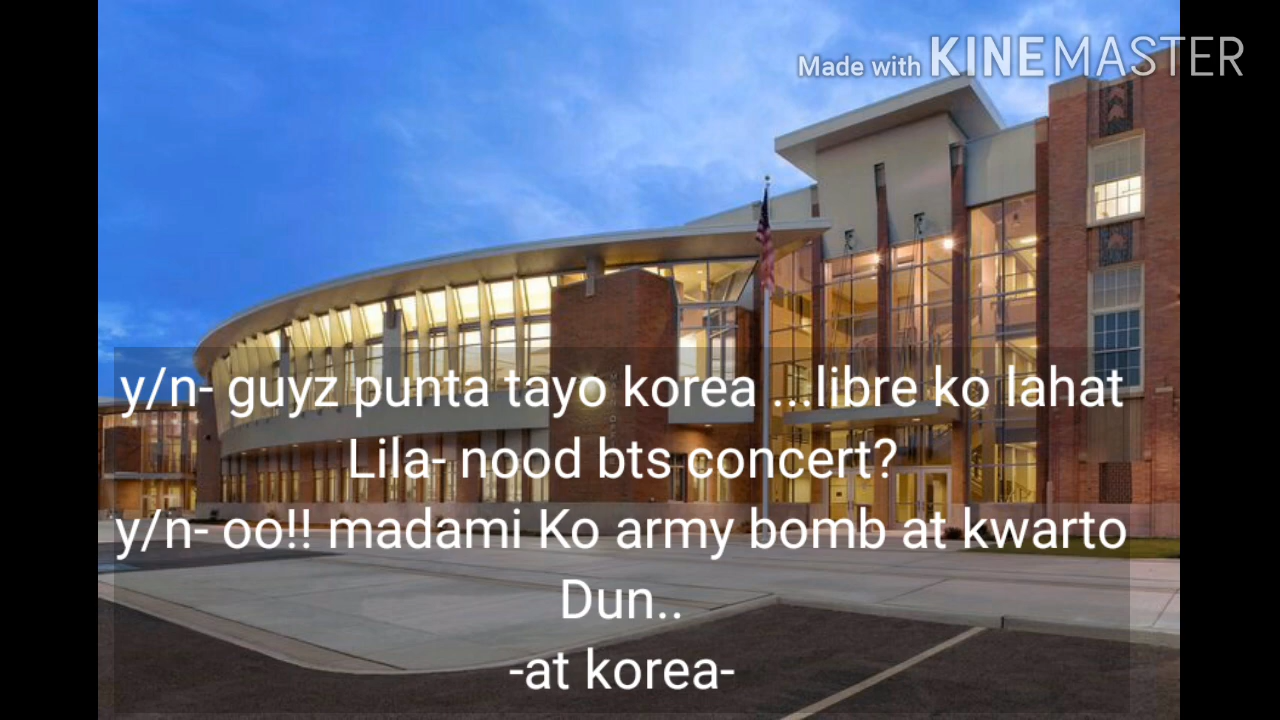 Made with KINEMASTER
y/n- guyz punta tayo korea ...libre ko lahat
Lila- nood bts concert?
y/n- oo!! madami Ko army bomb at kwarto
Dun..
-at korea-